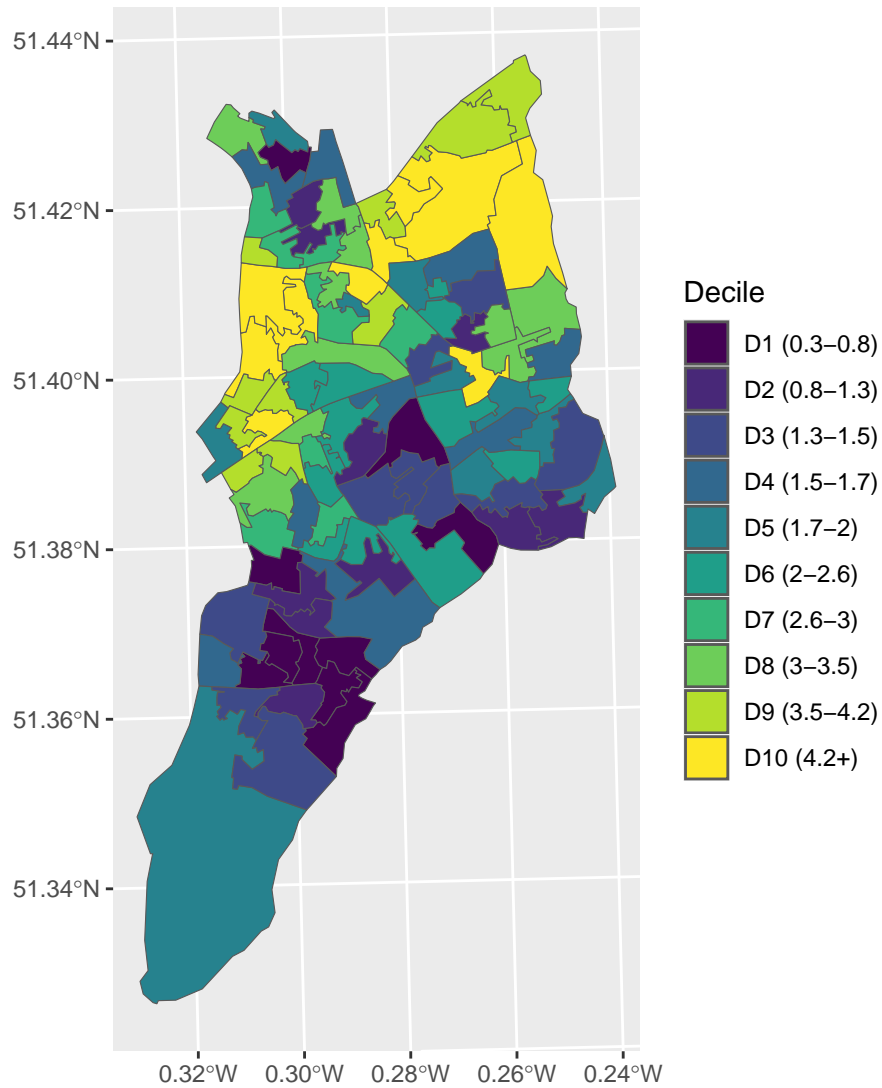 51.44°N
51.42°N
51.40°N
51.38°N
51.36°N
51.34°N
0.32°W 0.30°W 0.28°W 0.26°W 0.24°W
Decile
D1 (0.3–0.8)
D2 (0.8–1.3)
D3 (1.3–1.5)
D4 (1.5–1.7)
D5 (1.7–2)
D6 (2–2.6)
D7 (2.6–3)
D8 (3–3.5)
D9 (3.5–4.2)
D10 (4.2+)